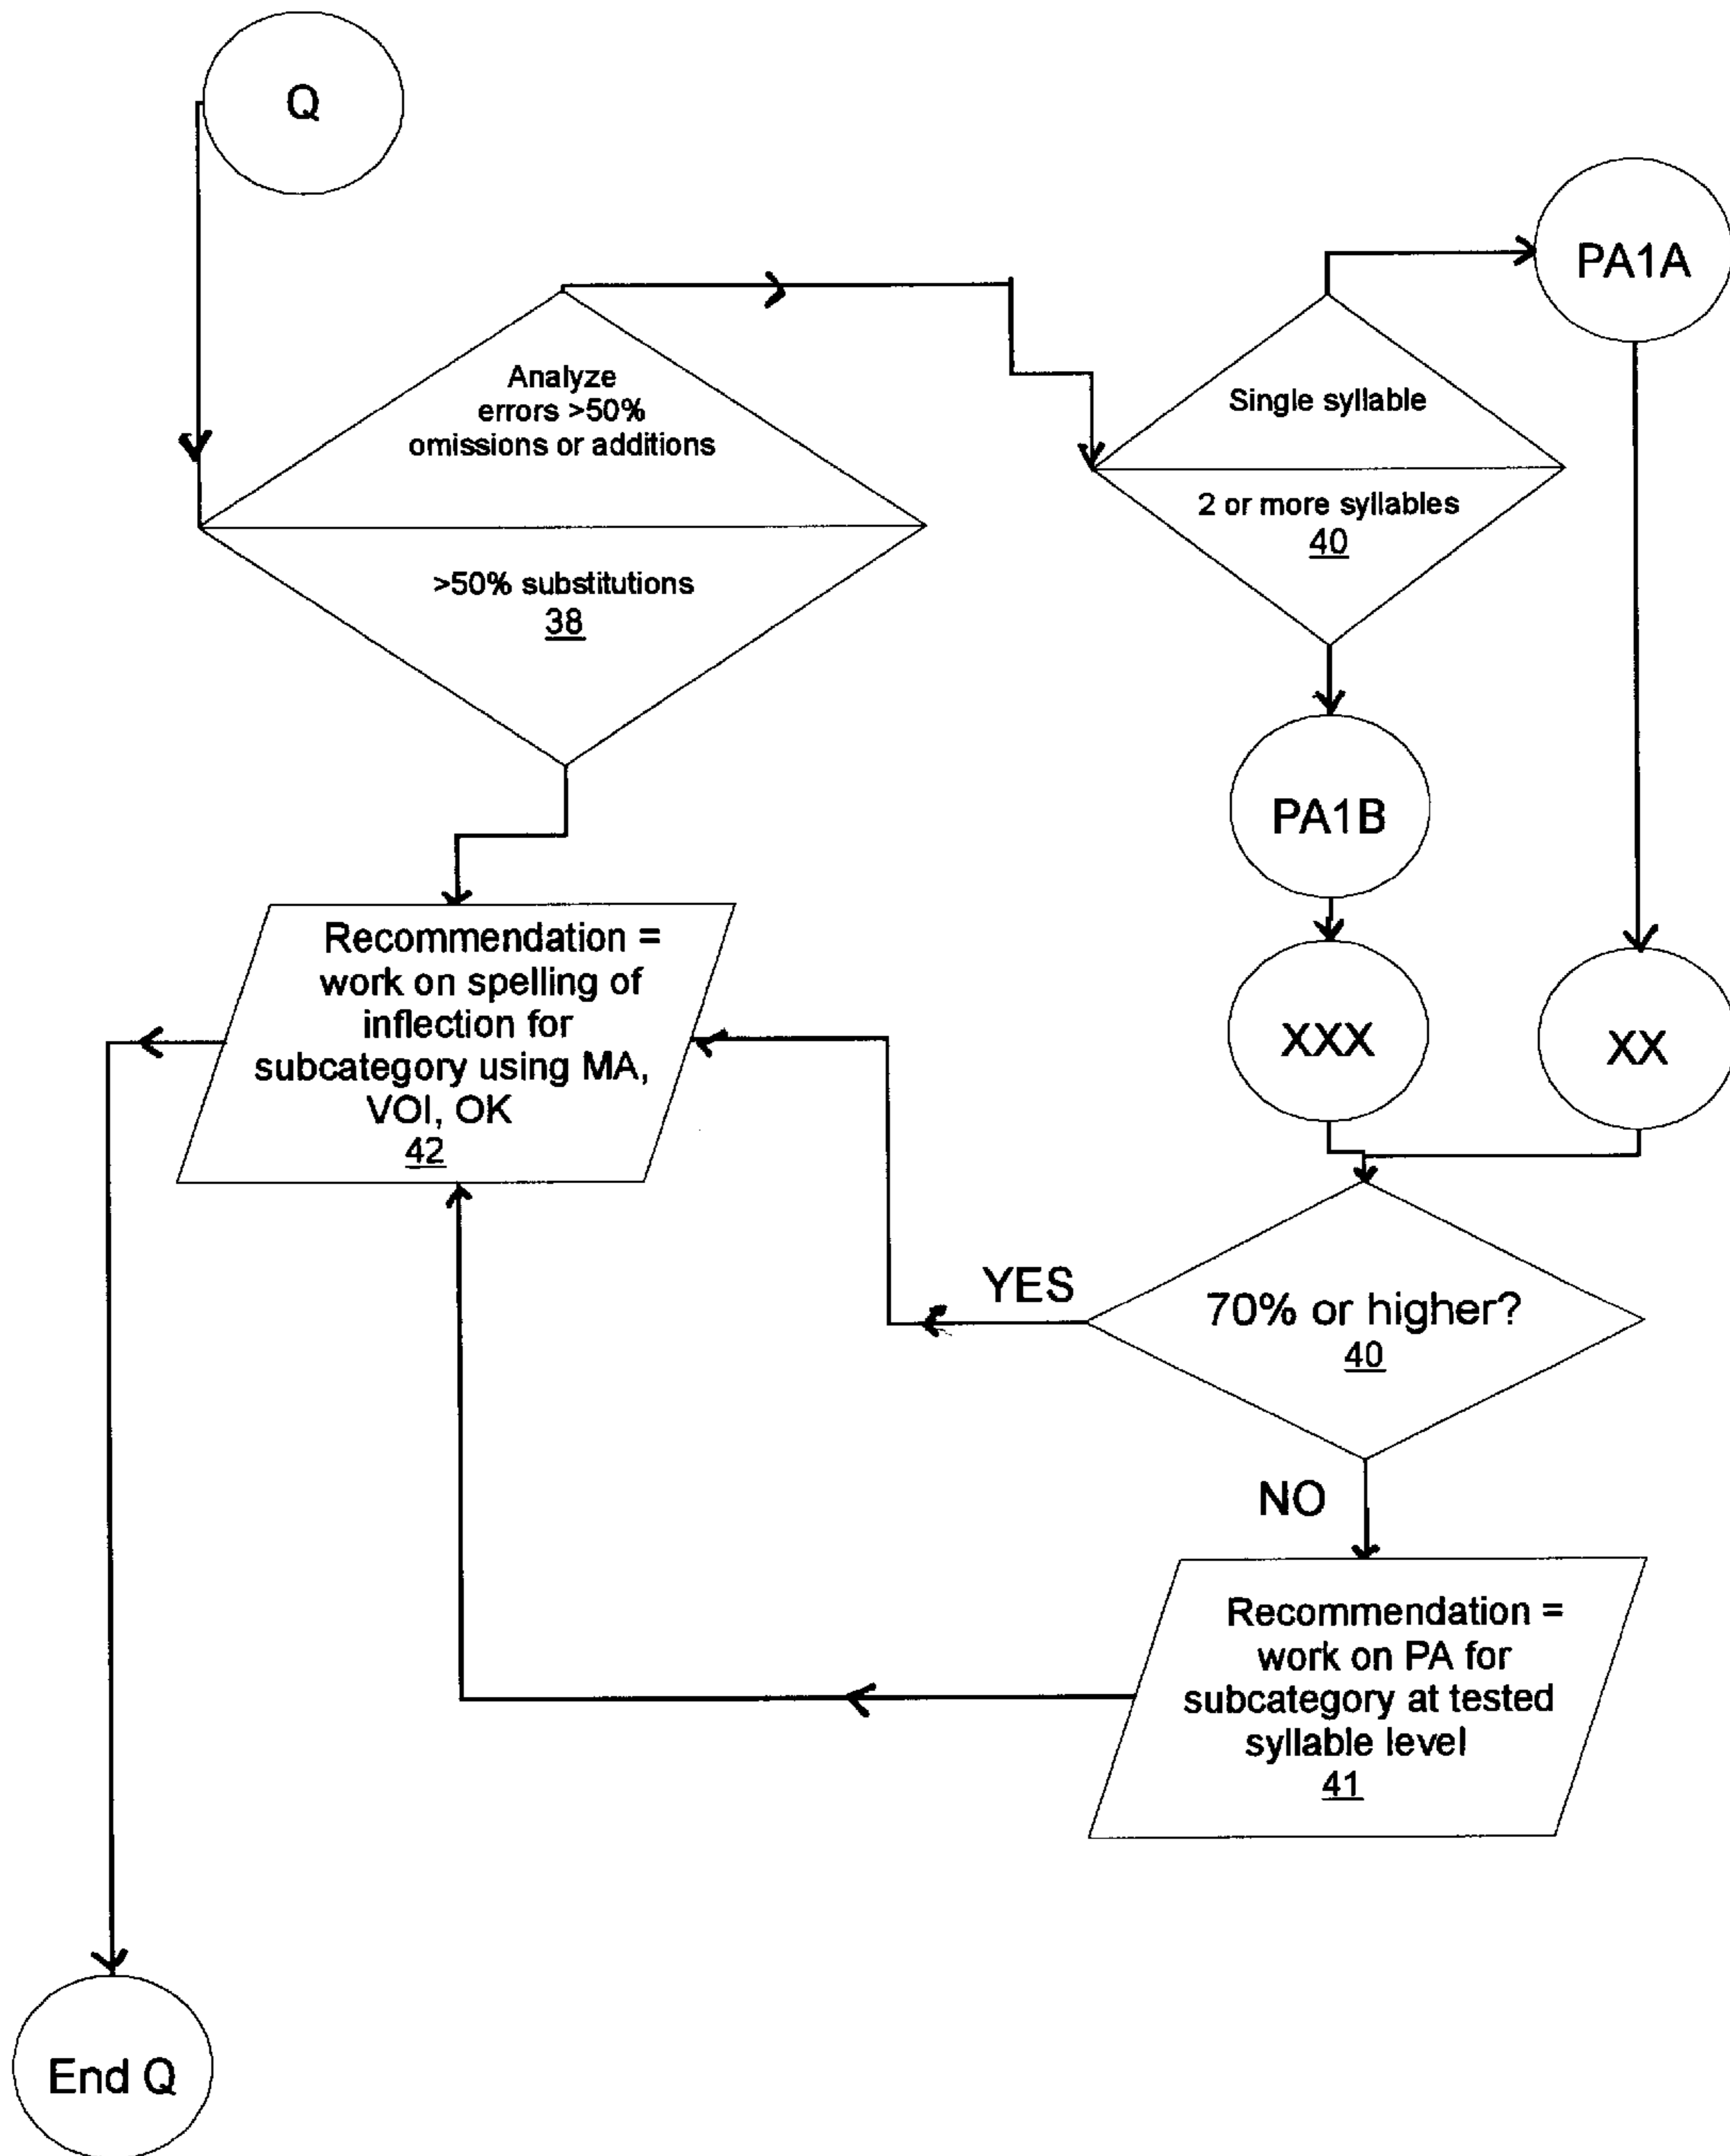 Q
PA1A
Analyze
errors >50%
omissions or additions
>50% substitutions
38
Single syllable
2 or more syllables
40
PA1B
XXX
XX
Recommendation =
work on spelling of
inflection for
subcategory using MA,
VOI, OK
42
YES
70% or higher?
40
NO
Recommendation =
work on PA for
subcategory at tested
syllable level
41
End Q